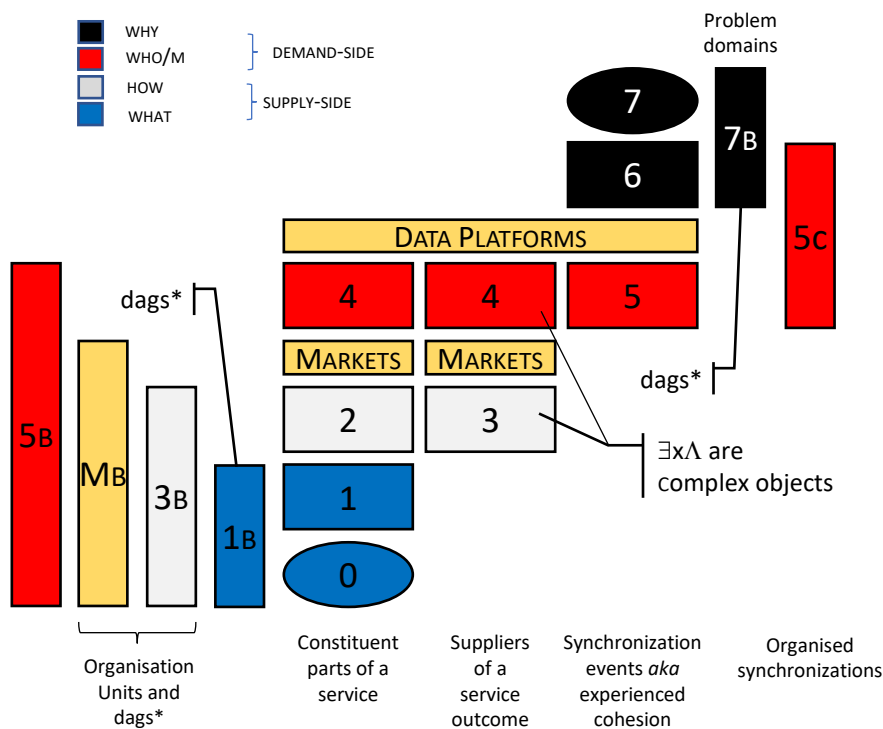 WHY
WHO/M
DEMAND-SIDE
HOW
WHAT
SUPPLY-SIDE
Problem
domains
7
7B
6
5C
DATA PLATFORMS
4
4
5
dags*
MARKETS
MARKETS
dags*
5B
MB
3B
1B
2
3
∃xΛ are
complex objects
1
0
Organisation
Units and
dags*
Constituent
parts of a
service
Suppliers
of a
service
outcome
Synchronization
events aka
experienced
cohesion
Organised
synchronizations